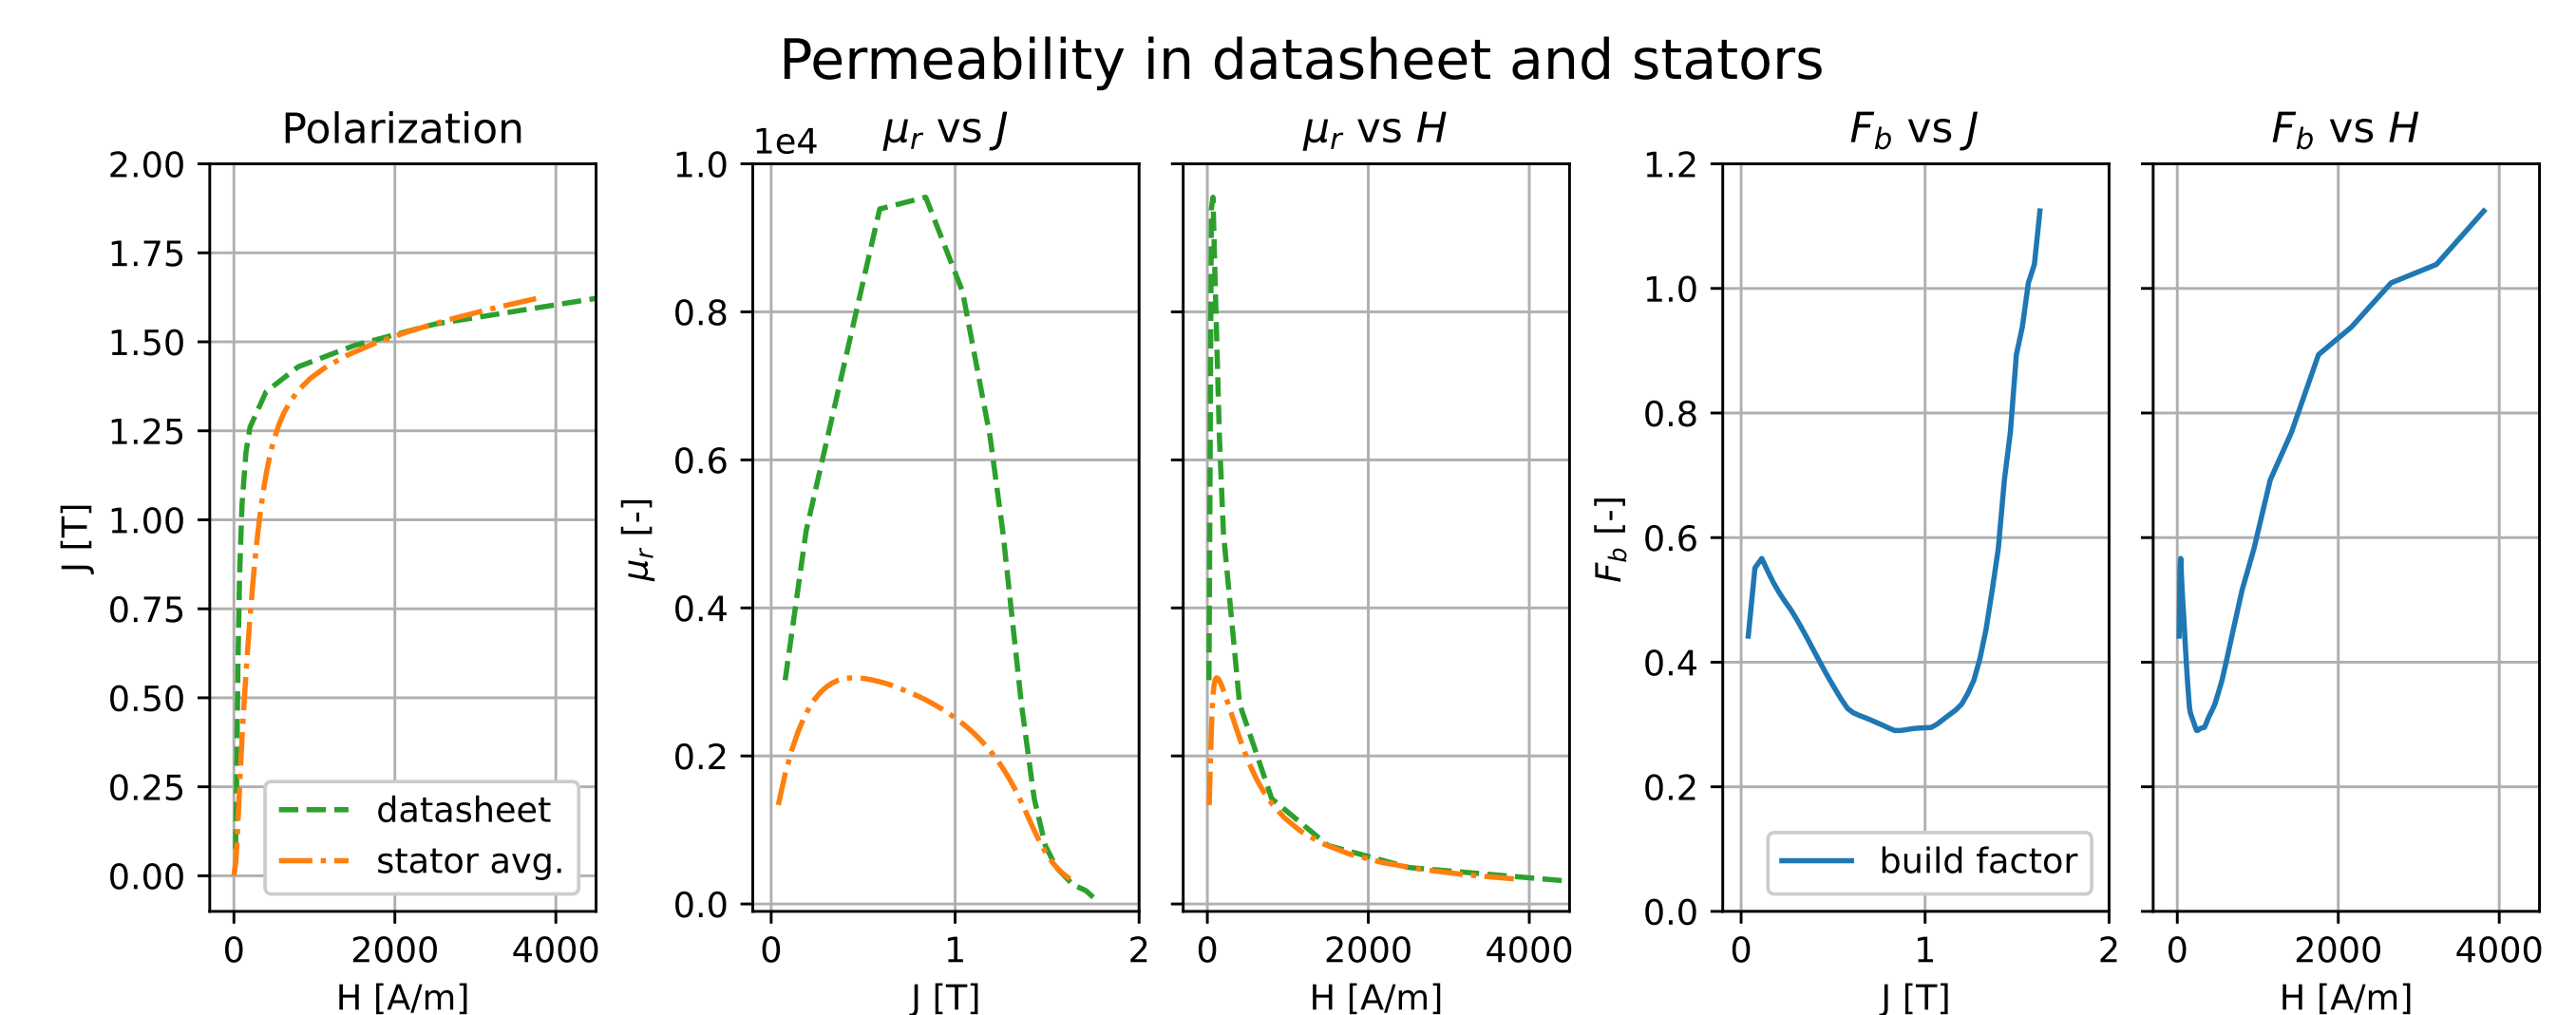 Permeability in datasheet and stators
Polarization
2.00
1.75
1.50
1.25
1.00
0.75
0.50
0.25
0.00
J [T]
0 2000 4000
H [A/m]
datasheet
stator avg.
1e4
μr vs J
1.0
0.8
0.6
0.4
0.2
0.0
μr [-]
0 1 2
J [T]
μr vs H
0 2000 4000
H [A/m]
Fb vs J
1.2
1.0
0.8
0.6
0.4
0.2
0.0
Fb [-]
build factor
0 1 2
J [T]
Fb vs H
0 2000 4000
H [A/m]